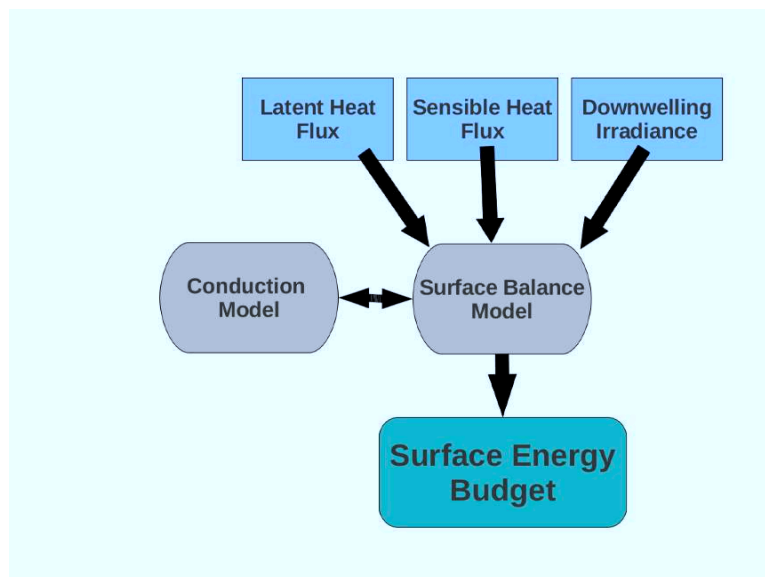 Latent Heat
Flux
Sensible Heat
Flux
Downwelling
Irradiance
Conduction
Model
Surface Balance
Model
Surface Energy
Budget